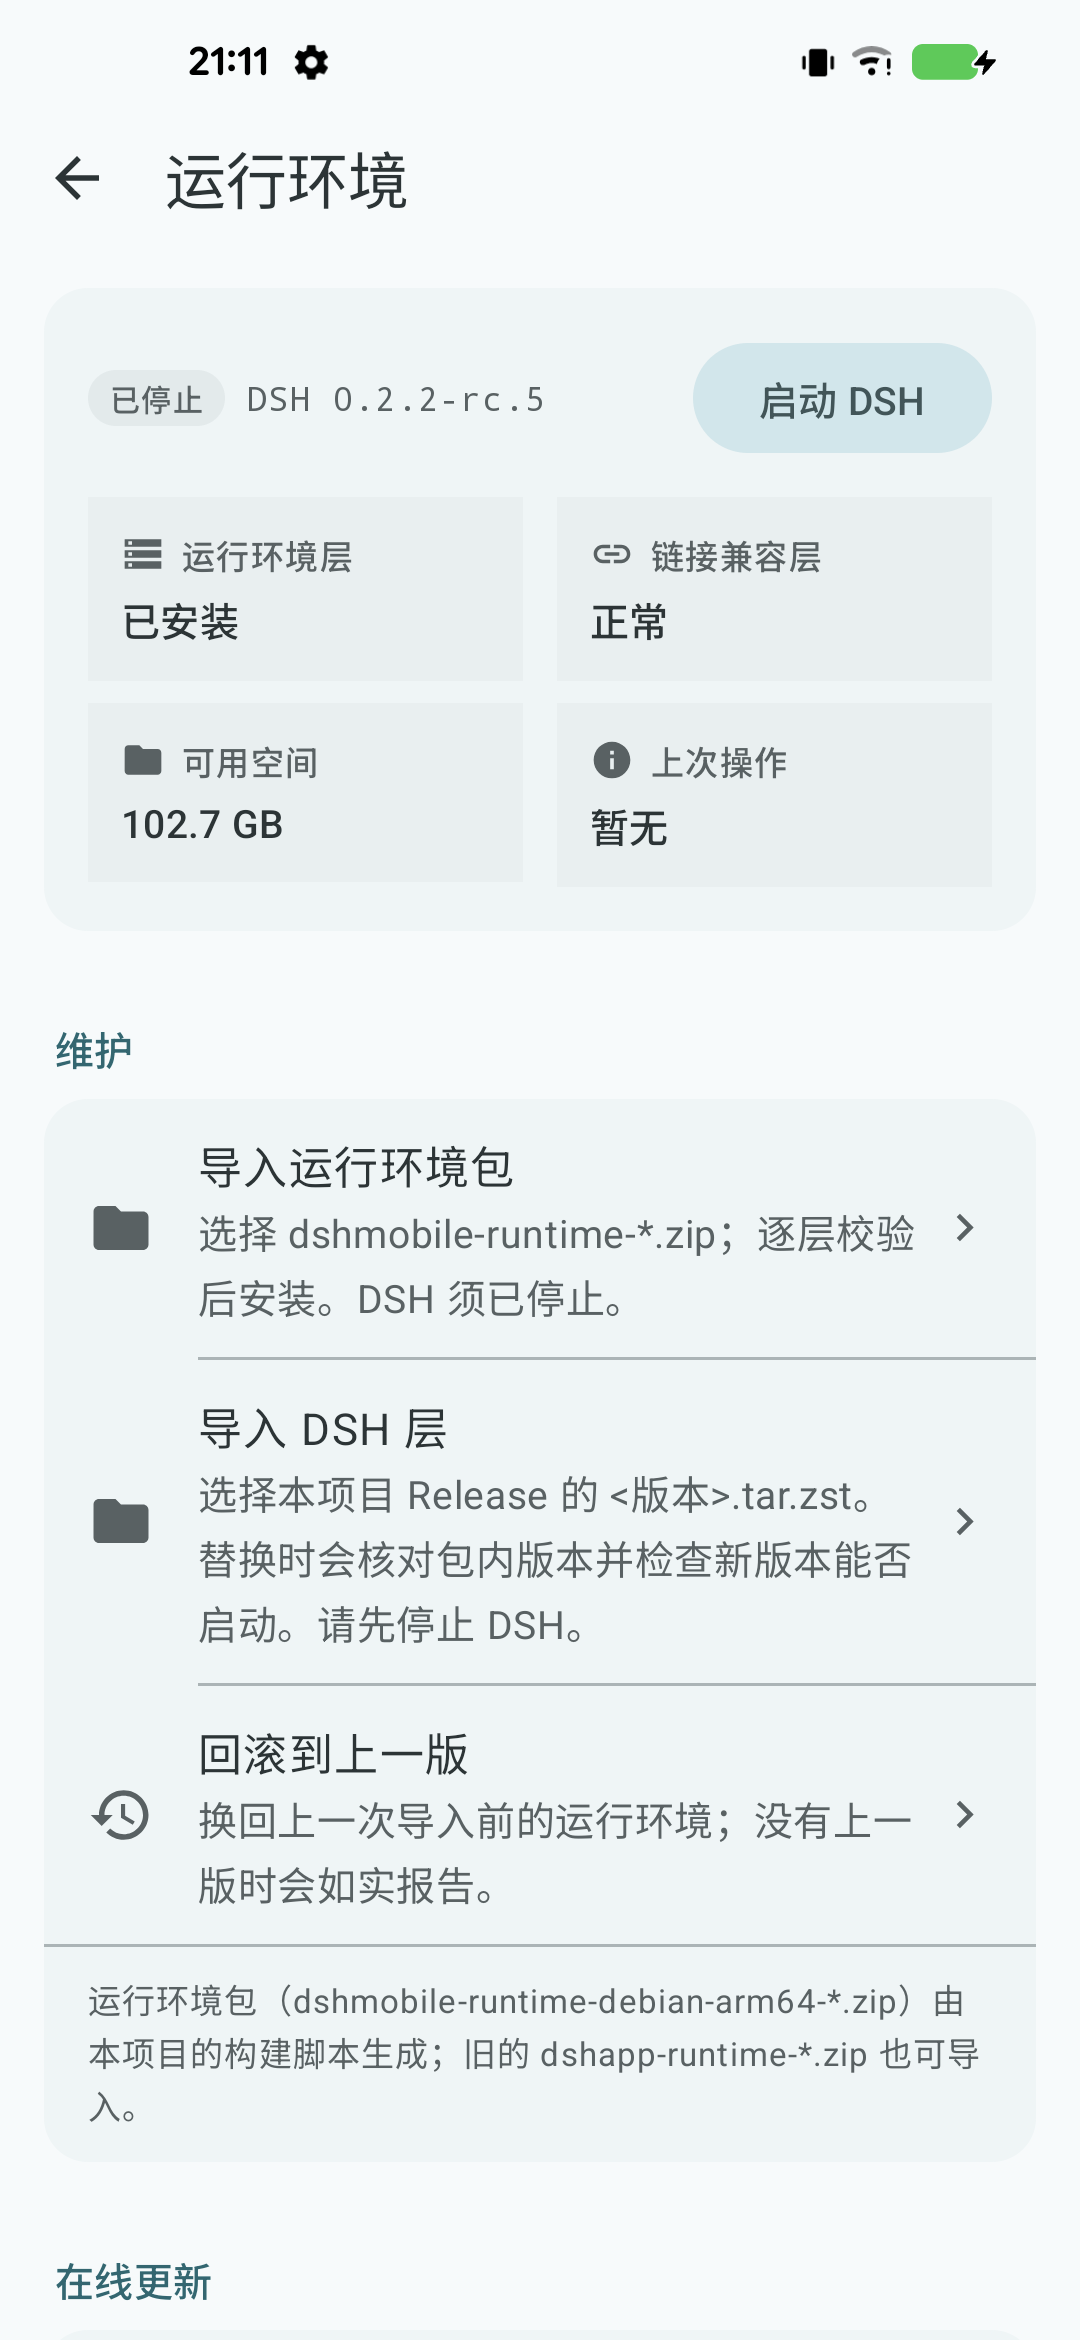 21:11
运行环境
已停止 DSH 0.2.2-rc.5 启动 DSH
运行环境层
已安装
链接兼容层
正常
可用空间
102.7 GB
上次操作
暂无
维护
导入运行环境包
选择 dshmobile-runtime-*.zip；逐层校验
后安装。DSH 须已停止。
导入 DSH 层
选择本项目 Release 的 <版本>.tar.zst。
替换时会核对包内版本并检查新版本能否
启动。请先停止 DSH。
回滚到上一版
换回上一次导入前的运行环境；没有上一
版时会如实报告。
运行环境包（dshmobile-runtime-debian-arm64-*.zip）由
本项目的构建脚本生成；旧的 dshapp-runtime-*.zip 也可导
入。
在线更新